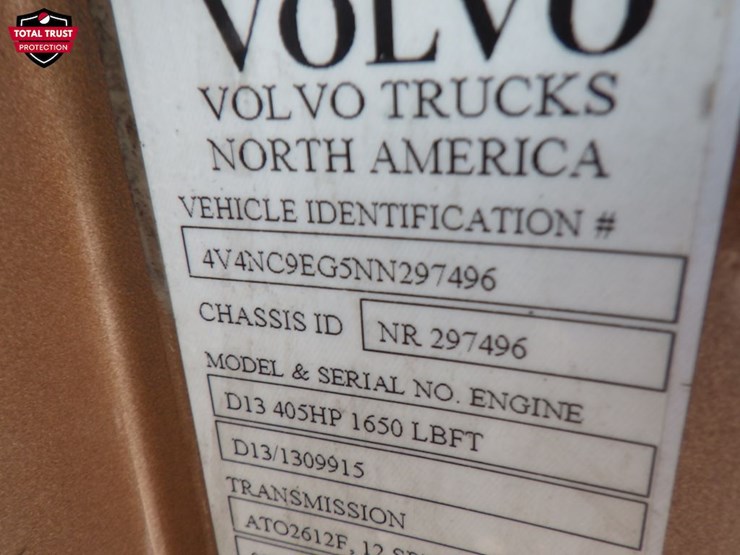 TOTAL TRUST
PROTECTION
VOLVO
VOLVO TRUCKS
NORTH AMERICA
VEHICLE IDENTIFICATION #
4V4NC9EG5NN297496
CHASSIS ID
NR 297496
MODEL & SERIAL NO. ENGINE
D13 405HP 1650 LBFT
D13/1309915
TRANSMISSION
ATO2612F, 12